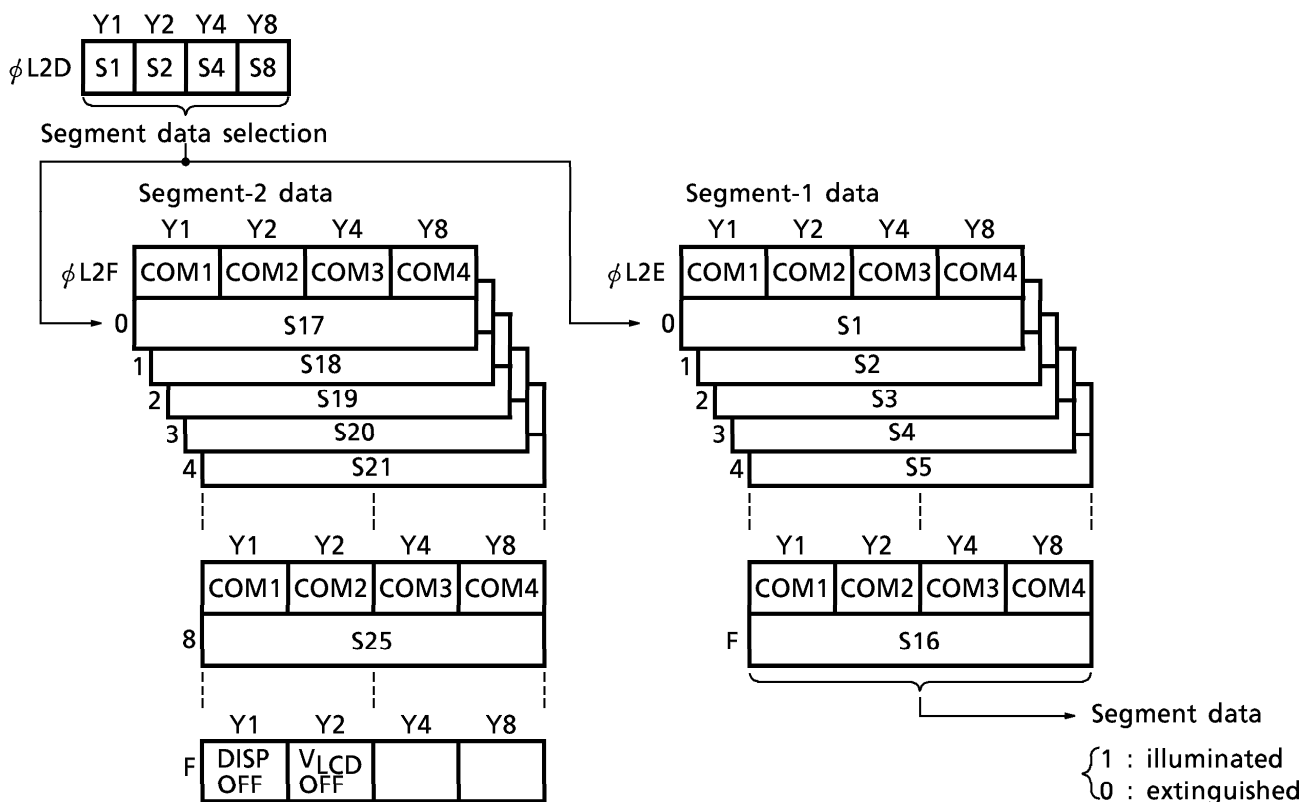 Y1 Y2 Y4 Y8
ϕL2D S1 S2 S4 S8
Segment data selection
Segment-2 data
Y1 Y2 Y4 Y8
ϕL2F COM1 COM2 COM3 COM4
0 S17
1 S18
2 S19
3 S20
4 S21
Y1 Y2 Y4 Y8
COM1 COM2 COM3 COM4
8 S25
Y1 Y2 Y4 Y8
F DISP OFF VLCD OFF
Segment-1 data
Y1 Y2 Y4 Y8
ϕL2E COM1 COM2 COM3 COM4
0 S1
1 S2
2 S3
3 S4
4 S5
Y1 Y2 Y4 Y8
COM1 COM2 COM3 COM4
F S16
Segment data
1 : illuminated
0 : extinguished